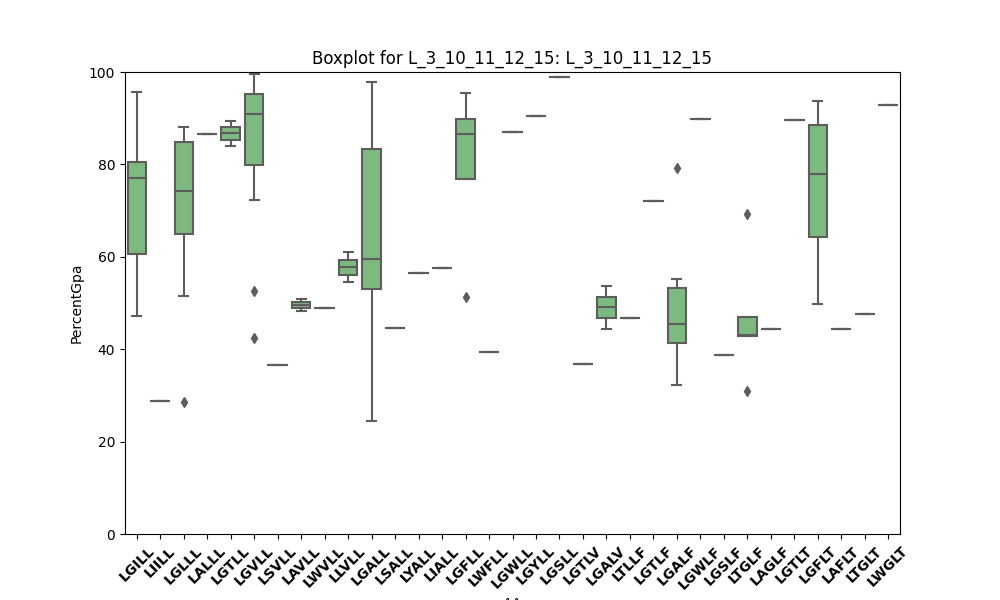 Boxplot for L_3_10_11_12_15: L_3_10_11_12_15
100
80
60
40
20
0
PercentGpa
LGILL
LIILL
LGLLL
LALLL
LGTLL
LGVLL
LSVLL
LAVLL
LWVLL
LLVLL
LGALL
LSALL
LYALL
LIALL
LGFLL
LWFLL
LGWLL
LGYLL
LGSLL
LGTLV
LGALV
LTLLF
LGTLF
LGALF
LGWLF
LGSLF
LTGLF
LAGLF
LGTLT
LGFLT
LAFLT
LTGLT
LWGLT